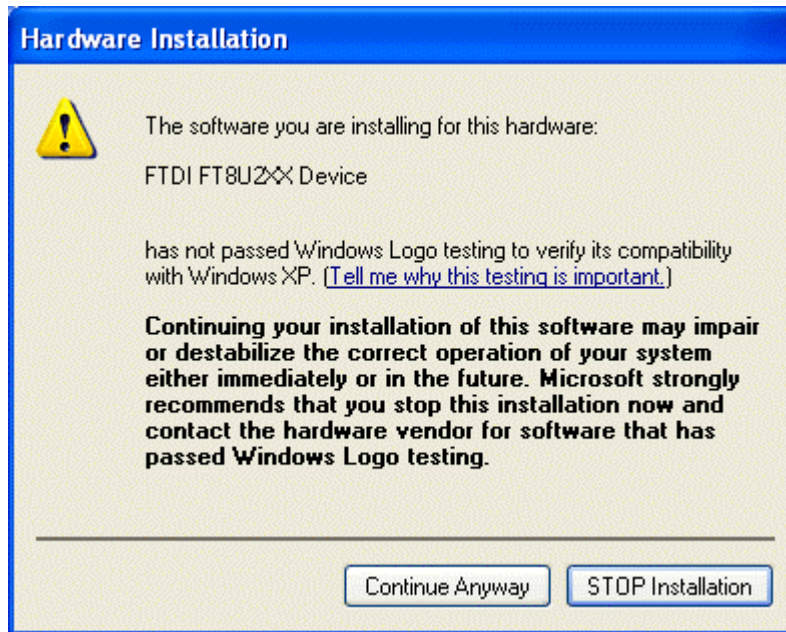 Hardware Installation
The software you are installing for this hardware:
FTDI FT8U2XX Device
has not passed Windows Logo testing to verify its compatibility
with Windows XP. (Tell me why this testing is important.)
Continuing your installation of this software may impair
or destabilize the correct operation of your system
either immediately or in the future. Microsoft strongly
recommends that you stop this installation now and
contact the hardware vendor for software that has
passed Windows Logo testing.
Continue Anyway
STOP Installation